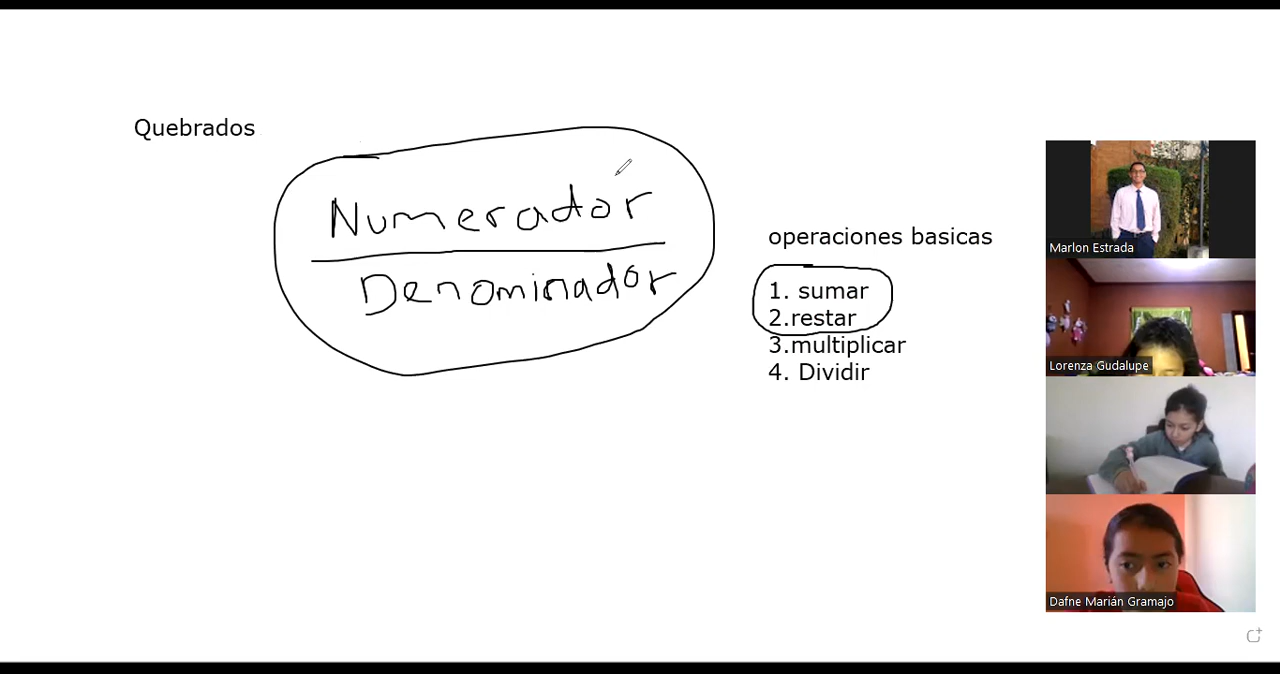 Quebrados
Numerador
Denominador
operaciones basicas
1. sumar
2.restar
3.multiplicar
4. Dividir
Marlon Estrada
Lorenza Gudalupe
Dafne Marián Gramajo